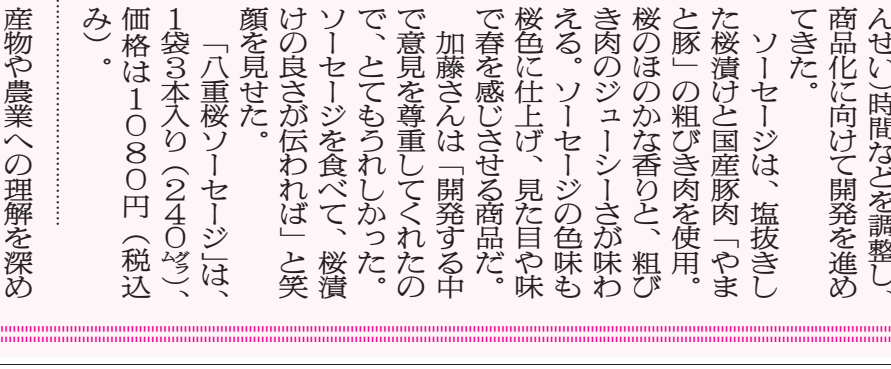 んせい)時間などを調整し、
商品化に向けて開発を進め
てきた。
　ソーセージは、塩抜きし
た桜漬けと国産豚肉「やま
と豚」の粗びき肉を使用。
桜のほのかな香りと、粗び
き肉のジューシーさが味わ
える。ソーセージの色味も
桜色に仕上げ、見た目や味
で春を感じさせる商品だ。
　加藤さんは「開発する中
で意見を尊重してくれたの
で、とてもうれしかった。
ソーセージを食べて、桜漬
けの良さが伝われば」と笑
顔を見せた。
　「八重桜ソーセージ」は、
１袋３本入り（２４０㌘）、
価格は１０８０円（税込
み）。
産物や農業への理解を深め